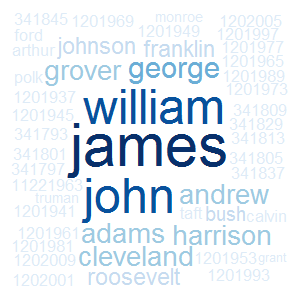 341845 1201969 monroe 1202005
ford 1201949 1201997
arthur johnson franklin 1201977
grover george 1201965
polk 1201989
1201937 william 1201973
1201945 341809
341793 james 341829
341813
341801 341805
341797 john 341837
11221963 andrew
truman
1201941 taft bush calvin
1201961 adams harrison
1201981 cleveland 1201953 grant
1202009
1202001 roosevelt 1201993